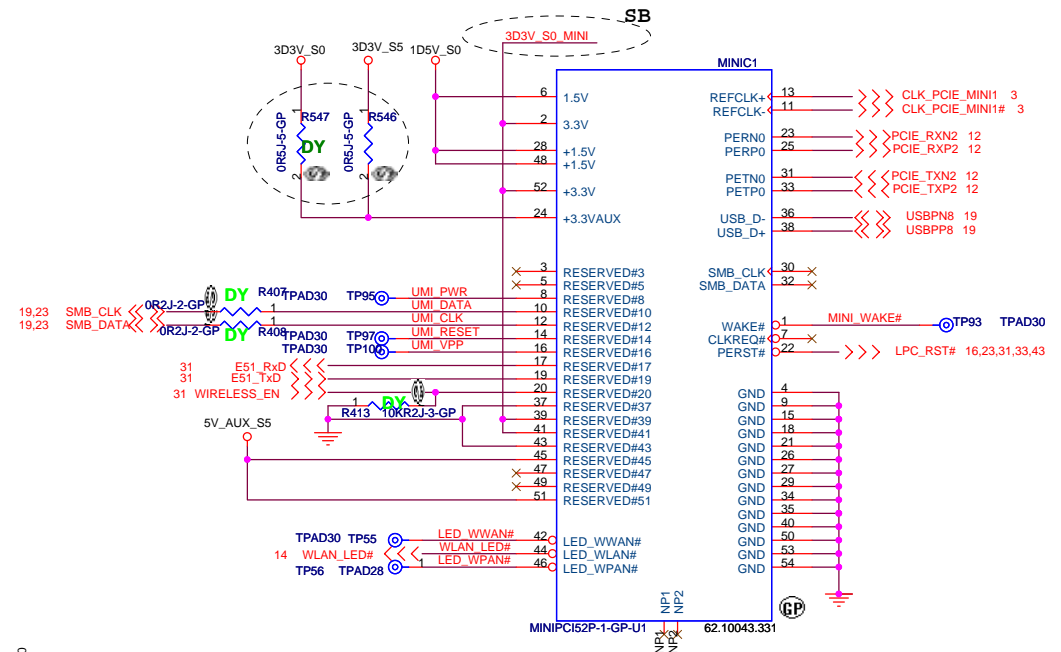 SB
3D3V_S0_MINI
3D3V_S0
3D3V_S5
1D5V_S0
MINIC1
1
R547
0R5J-5-GP
DY
2
1
R546
0R5J-5-GP
2
6 1.5V
2 3.3V
28 +1.5V
48 +1.5V
52 +3.3V
24 +3.3VAUX
3 RESERVED#3
5 RESERVED#5
8 RESERVED#8
10 RESERVED#10
12 RESERVED#12
14 RESERVED#14
16 RESERVED#16
17 RESERVED#17
19 RESERVED#19
20 RESERVED#20
37 RESERVED#37
39 RESERVED#39
41 RESERVED#41
43 RESERVED#43
45 RESERVED#45
47 RESERVED#47
49 RESERVED#49
51 RESERVED#51
42 LED_WWAN#
44 LED_WLAN#
46 LED_WPAN#
REFCLK+ 13 CLK_PCIE_MINI1 3
REFCLK- 11 CLK_PCIE_MINI1# 3
PERN0 23 PCIE_RXN2 12
PERP0 25 PCIE_RXP2 12
PETN0 31 PCIE_TXN2 12
PETP0 33 PCIE_TXP2 12
USB_D- 36 USBPN8 19
USB_D+ 38 USBPP8 19
SMB_CLK 30
SMB_DATA 32
WAKE# 1 MINI_WAKE# TP93 TPAD30
CLKREQ# 7
PERST# 22 LPC_RST# 16,23,31,33,43
GND 4
GND 9
GND 15
GND 18
GND 21
GND 26
GND 27
GND 29
GND 34
GND 35
GND 40
GND 50
GND 53
GND 54
0R2J-2-GP DY R407 1
TPAD30 TP95 UMI_PWR
UMI_DATA
19,23 SMB_CLK
19,23 SMB_DATA
UMI_CLK
0R2J-2-GP DY R408 1
TPAD30 TP97 UMI_RESET
TPAD30 TP100 UMI_VPP
31 E51_RxD
31 E51_TxD
31 WIRELESS_EN
1 DY
R413 10KR2J-3-GP
5V_AUX_S5
TPAD30 TP55 LED_WWAN#
14 WLAN_LED# WLAN_LED#
TP56 TPAD28 1 LED_WPAN#
NP1
NP2
NP1
NP2
GP
MINIPCI52P-1-GP-U1
62.10043.331